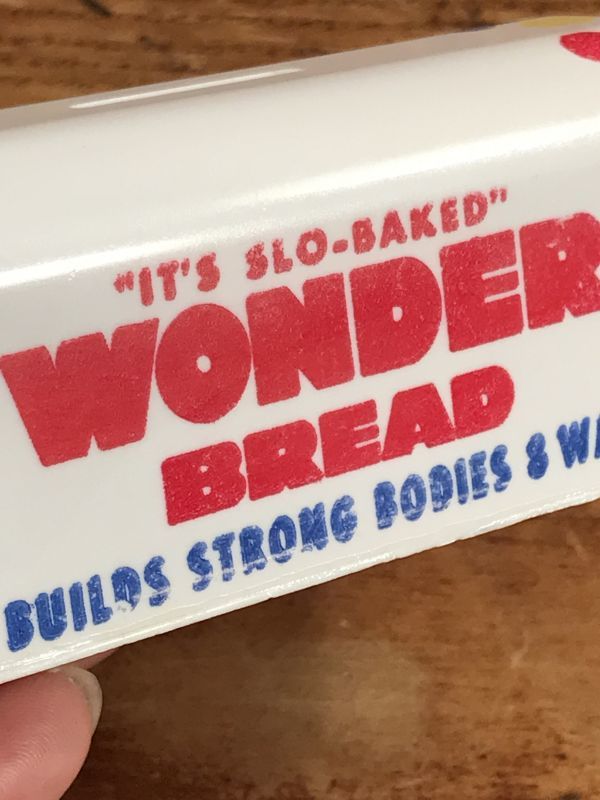 "IT'S SLO-BAKED"
WONDER
BREAD
BUILDS STRONG BODIES 8